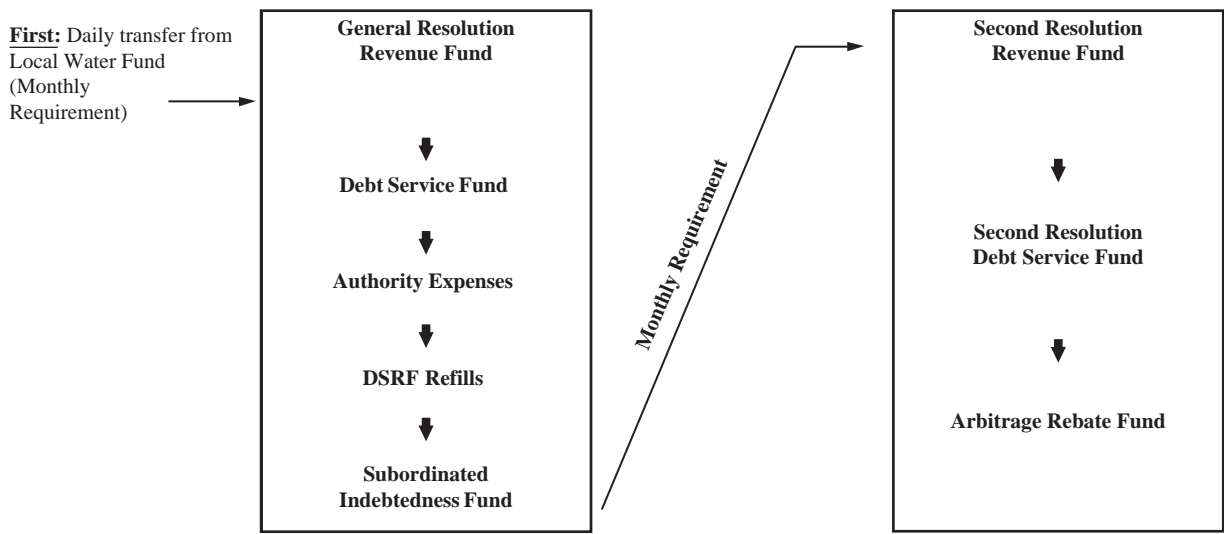 First: Daily transfer from
Local Water Fund
(Monthly
Requirement)
General Resolution
Revenue Fund
Debt Service Fund
Authority Expenses
DSRF Refills
Subordinated
Indebtedness Fund
Monthly Requirement
Second Resolution
Revenue Fund
Second Resolution
Debt Service Fund
Arbitrage Rebate Fund